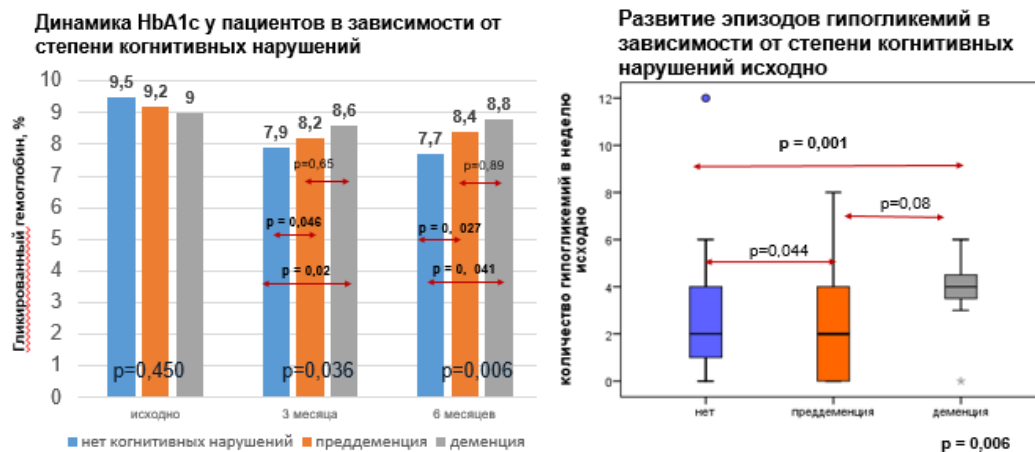 Динамика HbA1c у пациентов в зависимости от
степени когнитивных нарушений
Гликированный гемоглобин, %
10
9
8
7
6
5
4
3
2
1
0
9,5
9,2
9
7,9
8,2
8,6
7,7
8,4
8,8
p=0,65
p=0,89
p = 0,046
p = 0, 027
p = 0,02
p = 0, 041
p=0,450
p=0,036
p=0,006
исходно
3 месяца
6 месяцев
нет когнитивных нарушений
преддеменция
деменция
Развитие эпизодов гипогликемий в
зависимости от степени когнитивных
нарушений исходно
количество гипогликемий в неделю
исходно
12
10
8
6
4
2
0
p = 0,001
p=0,08
p=0,044
нет
преддеменция
деменция
p = 0,006